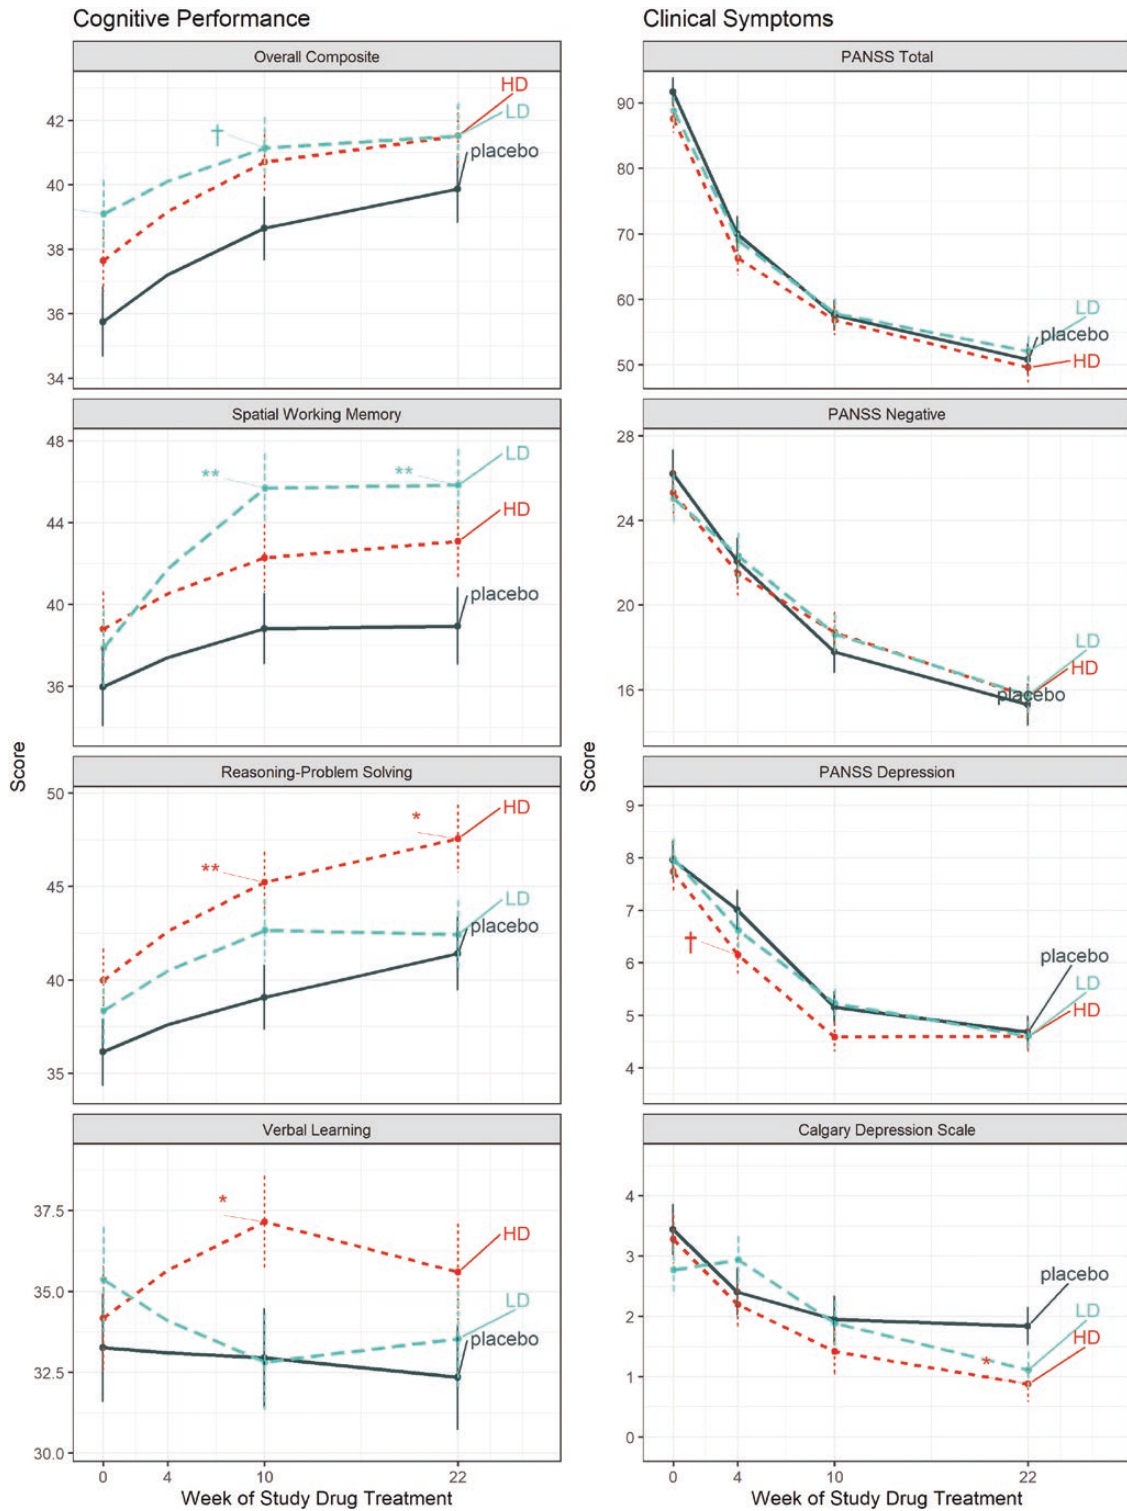 Cognitive Performance
Overall Composite
42
40
38
36
34
†
HD
LD
placebo
Spatial Working Memory
48
44
40
36
**
**
LD
HD
placebo
Reasoning-Problem Solving
50
45
40
35
**
*
HD
LD
placebo
Verbal Learning
37.5
35.0
32.5
30.0
*
HD
LD
placebo
0 4 10 22
Week of Study Drug Treatment
Score
Clinical Symptoms
PANSS Total
90
80
70
60
50
LD
placebo
HD
PANSS Negative
28
24
20
16
LD
HD
placebo
PANSS Depression
9
8
7
6
5
4
†
placebo
LD
HD
Calgary Depression Scale
4
3
2
1
0
placebo
LD
HD
*
0 4 10 22
Week of Study Drug Treatment
Score